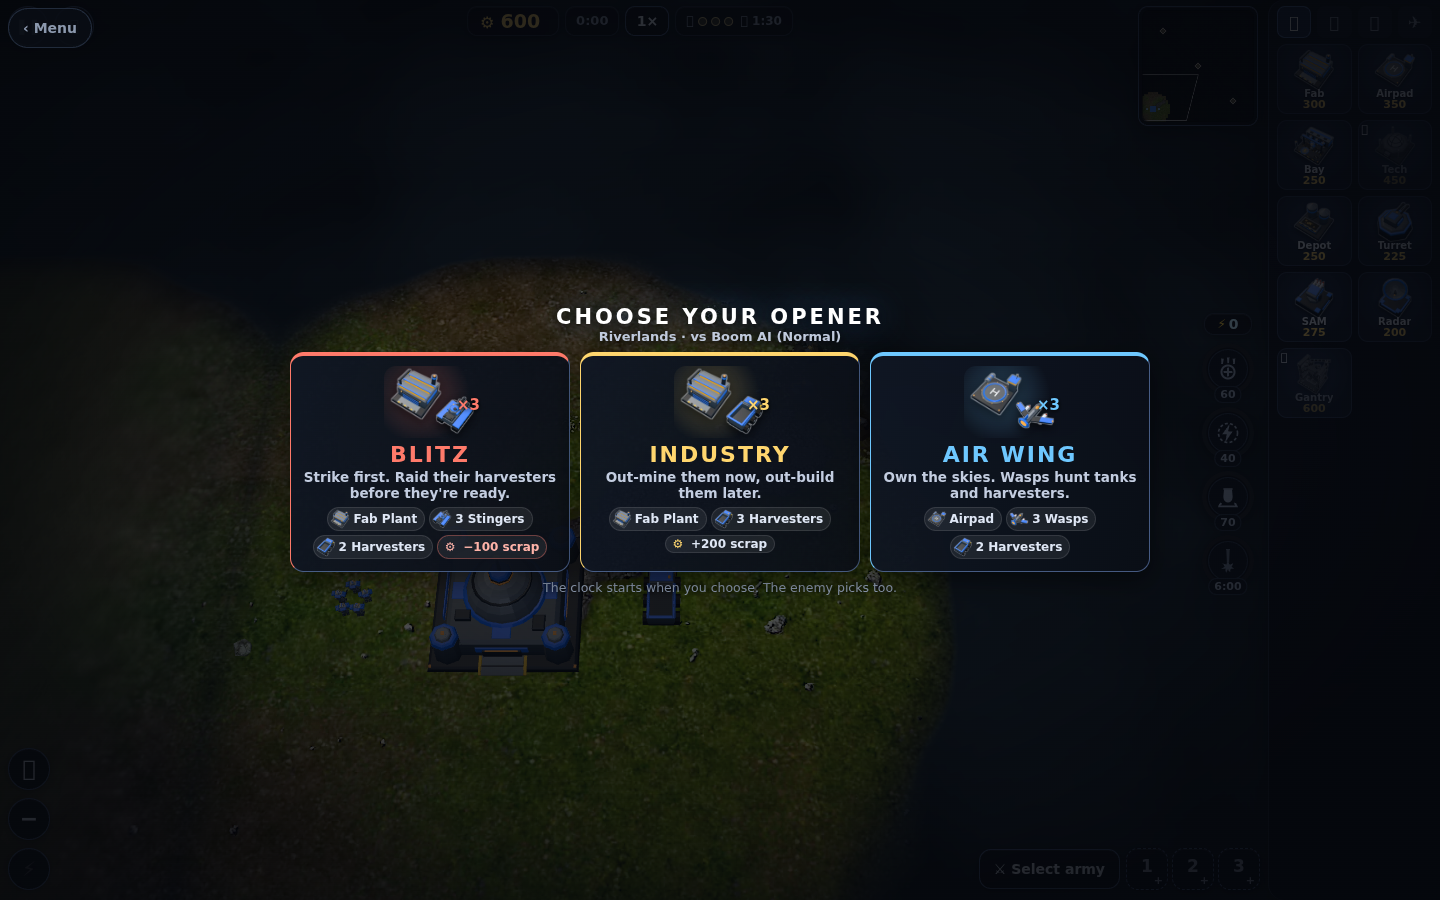 ‹ Menu
600
0:00
1×
1:30
Fab
300
Airpad
350
Bay
250
Tech
450
Depot
250
Turret
225
SAM
275
Radar
200
Gantry
600
⚡0
60
40
70
6:00
CHOOSE YOUR OPENER
Riverlands · vs Boom AI (Normal)
×3
BLITZ
Strike first. Raid their harvesters
before they're ready.
Fab Plant
3 Stingers
2 Harvesters
−100 scrap
×3
INDUSTRY
Out-mine them now, out-build
them later.
Fab Plant
3 Harvesters
+200 scrap
H
×3
AIR WING
Own the skies. Wasps hunt tanks
and harvesters.
Airpad
3 Wasps
2 Harvesters
The clock starts when you choose. The enemy picks too.
⚔ Select army
1
+
2
+
3
+